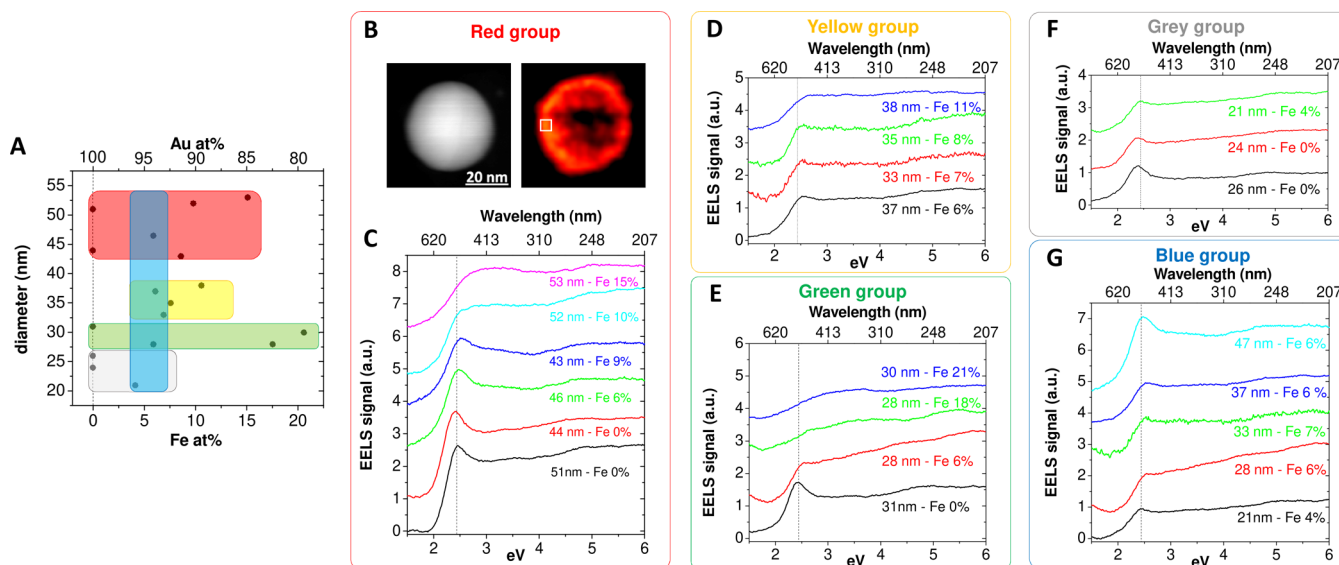 A
Au at%
100 95 90 85 80
diameter (nm)
55
50
45
40
35
30
25
20
0 5 10 15 20
Fe at%
B
Red group
20 nm
C
Wavelength (nm)
620 413 310 248 207
EELS signal (a.u.)
8
7
6
5
4
3
2
1
0
53 nm - Fe 15%
52 nm - Fe 10%
43 nm - Fe 9%
46 nm - Fe 6%
44 nm - Fe 0%
51nm - Fe 0%
2 3 4 5 6
eV
D
Yellow group
Wavelength (nm)
620 413 310 248 207
EELS signal (a.u.)
5
4
3
2
1
0
38 nm - Fe 11%
35 nm - Fe 8%
33 nm - Fe 7%
37 nm - Fe 6%
2 3 4 5 6
eV
E
Green group
Wavelength (nm)
620 413 310 248 207
EELS signal (a.u.)
6
5
4
3
2
1
0
30 nm - Fe 21%
28 nm - Fe 18%
28 nm - Fe 6%
31nm - Fe 0%
2 3 4 5 6
eV
F
Grey group
Wavelength (nm)
620 413 310 248 207
EELS signal (a.u.)
4
3
2
1
0
21 nm - Fe 4%
24 nm - Fe 0%
26 nm - Fe 0%
2 3 4 5 6
eV
G
Blue group
Wavelength (nm)
620 413 310 248 207
EELS signal (a.u.)
7
6
5
4
3
2
1
0
47 nm - Fe 6%
37 nm - Fe 6 %
33 nm - Fe 7%
28 nm - Fe 6%
21nm - Fe 4%
2 3 4 5 6
eV